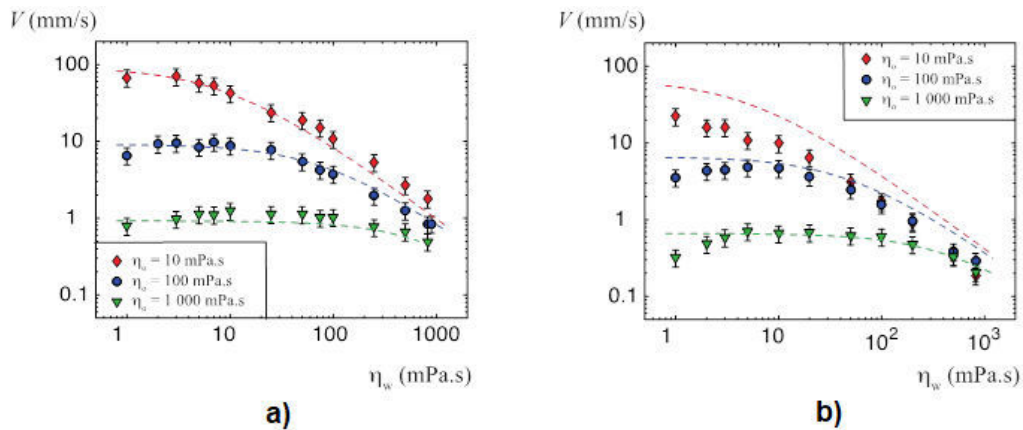 V (mm/s)
100
10
1
0.1
ηo = 10 mPa.s
ηo = 100 mPa.s
ηo = 1 000 mPa.s
1 10 100 1000
ηw (mPa.s)
a)
V (mm/s)
100
10
1
0.1
ηo = 10 mPa.s
ηo = 100 mPa.s
ηo = 1 000 mPa.s
1 10 10² 10³
ηw (mPa.s)
b)